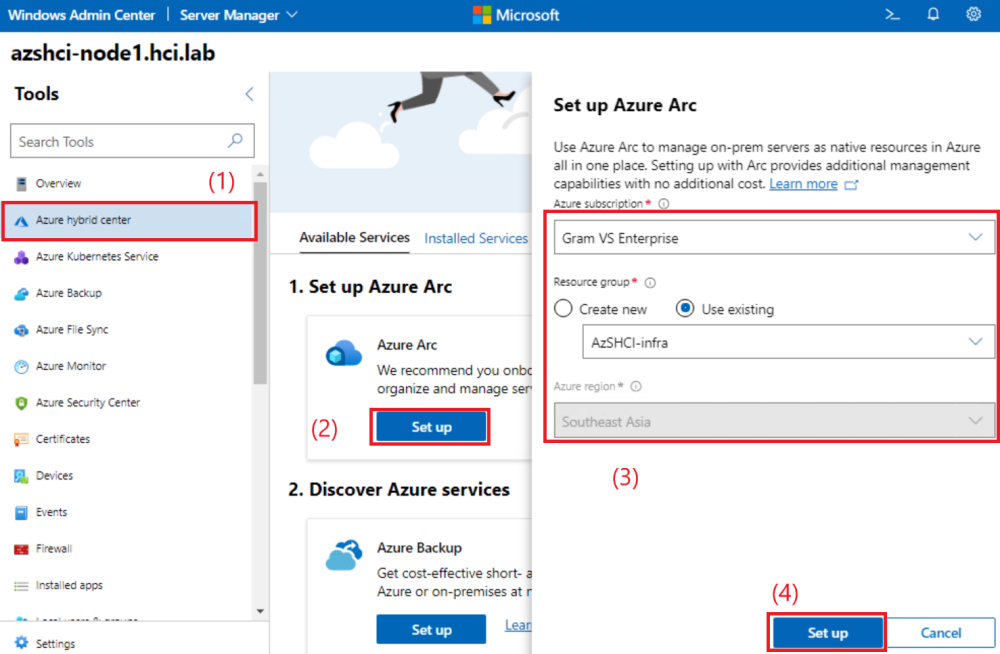 Windows Admin Center
Server Manager
Microsoft
azshci-node1.hci.lab
Tools
Search Tools
Overview
(1)
Azure hybrid center
Azure Kubernetes Service
Azure Backup
Azure File Sync
Azure Monitor
Azure Security Center
Certificates
Devices
Events
Firewall
Installed apps
Local users & groups
Settings
Available Services
Installed Services
1. Set up Azure Arc
Azure Arc
We recommend you onbo
organize and manage ser
(2)
Set up
2. Discover Azure services
Azure Backup
Get cost-effective short- a
Azure or on-premises at n
Set up
Lear
Set up Azure Arc
Use Azure Arc to manage on-prem servers as native resources in Azure
all in one place. Setting up with Arc provides additional management
capabilities with no additional cost. Learn more
Azure subscription*
Gram VS Enterprise
Resource group*
Create new
Use existing
AzSHCI-infra
Azure region*
Southeast Asia
(3)
(4)
Set up
Cancel